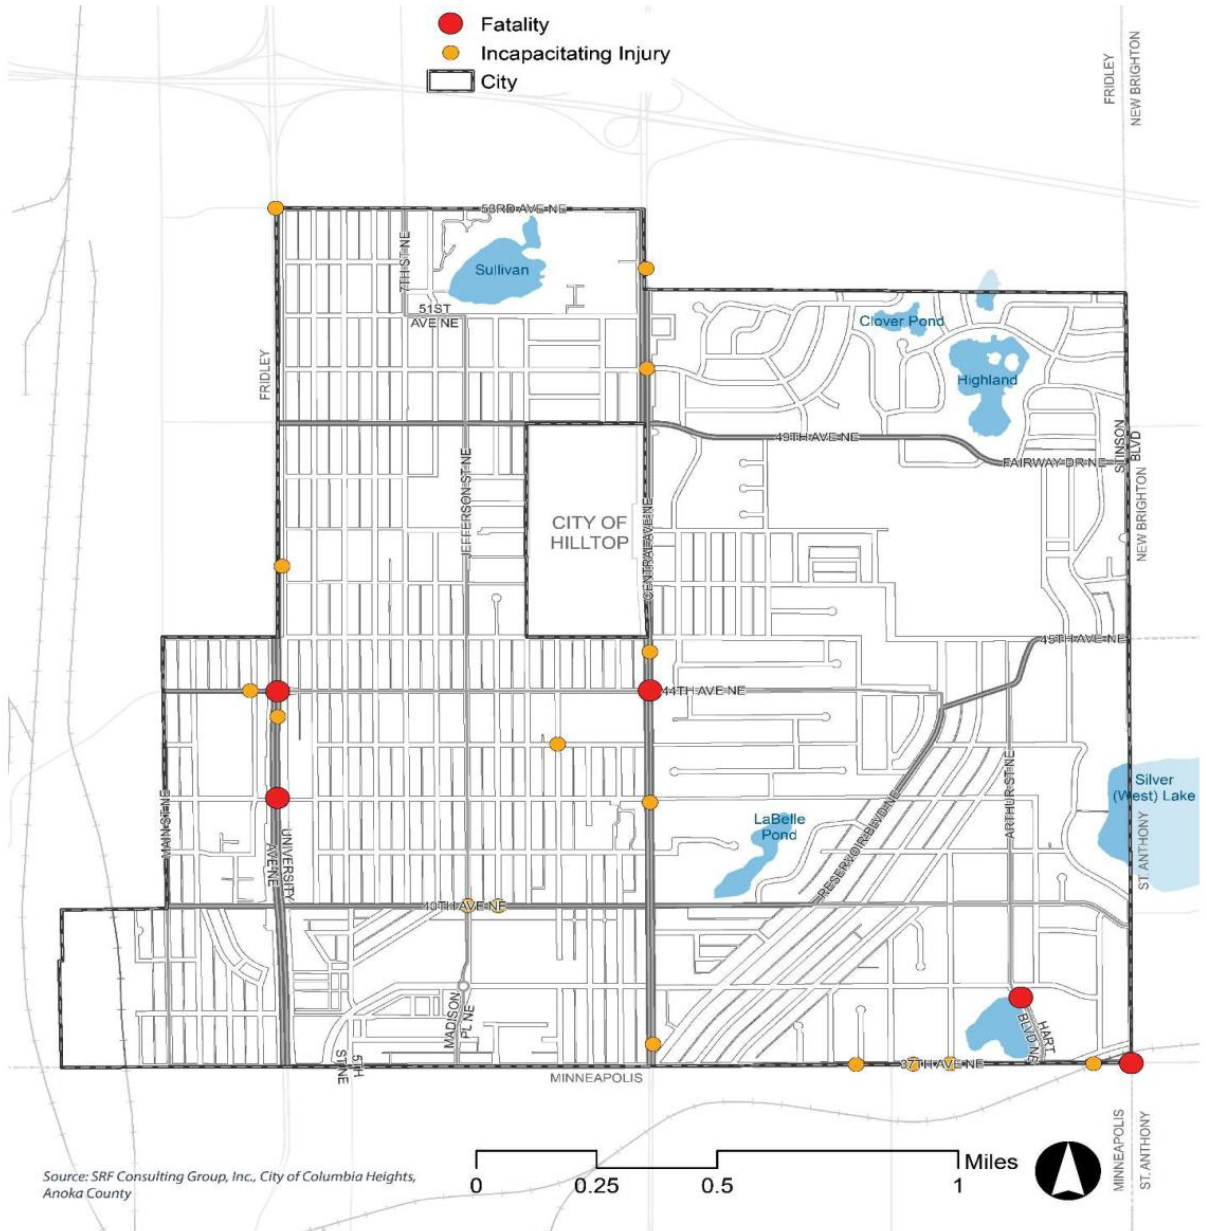 Fatality
Incapacitating Injury
City
FRIDLEY
NEW BRIGHTON
53RD AVE NE
7TH ST NE
Sullivan
51ST
AVE NE
Clover Pond
Highland
FRIDLEY
49TH AVE NE
FAIRWAY DR NE
STINSON
BLVD
JEFFERSON ST NE
CITY OF
HILLTOP
CENTRAL AVE NE
NEW BRIGHTON
45TH AVE NE
44TH AVE NE
MAIN ST NE
UNIVERSITY
AVE NE
LaBelle
Pond
RESERVOIR BLVD NE
ARTHUR ST NE
Silver
(West) Lake
ST. ANTHONY
40TH AVE NE
MADISON
PL NE
HART
BLVD NE
5TH
ST NE
37TH AVE NE
MINNEAPOLIS
MINNEAPOLIS
ST. ANTHONY
Miles
0 0.25 0.5 1
Source: SRF Consulting Group, Inc., City of Columbia Heights,
Anoka County